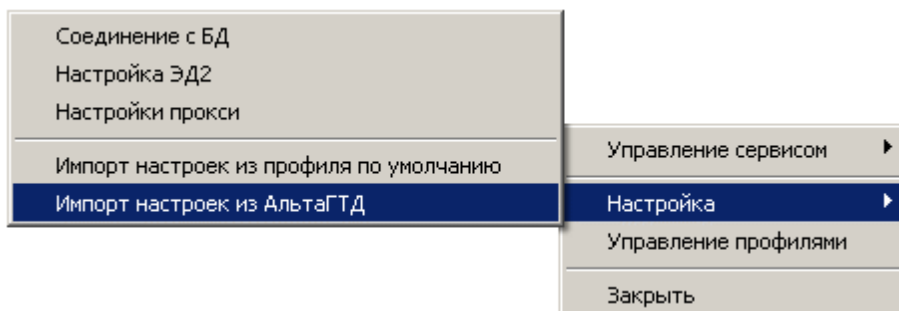 Соединение с БД
Настройка ЭД2
Настройки прокси
Импорт настроек из профиля по умолчанию
Импорт настроек из АльтаГТД
Управление сервисом
Настройка
Управление профилями
Закрыть